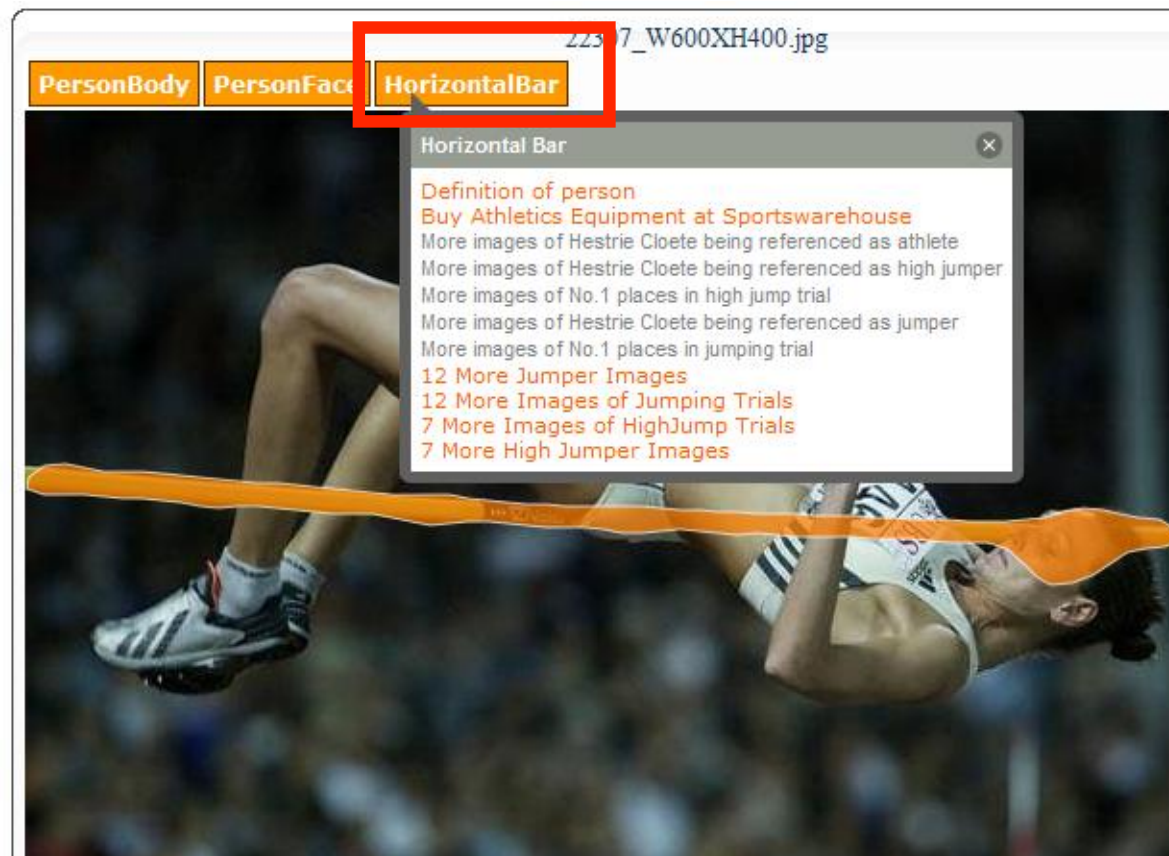 22307_W600XH400.jpg
PersonBody PersonFace HorizontalBar
Horizontal Bar
Definition of person
Buy Athletics Equipment at Sportswarehouse
More images of Hestrie Cloete being referenced as athlete
More images of Hestrie Cloete being referenced as high jumper
More images of No.1 places in high jump trial
More images of Hestrie Cloete being referenced as jumper
More images of No.1 places in jumping trial
12 More Jumper Images
12 More Images of Jumping Trials
7 More Images of HighJump Trials
7 More High Jumper Images
adidas